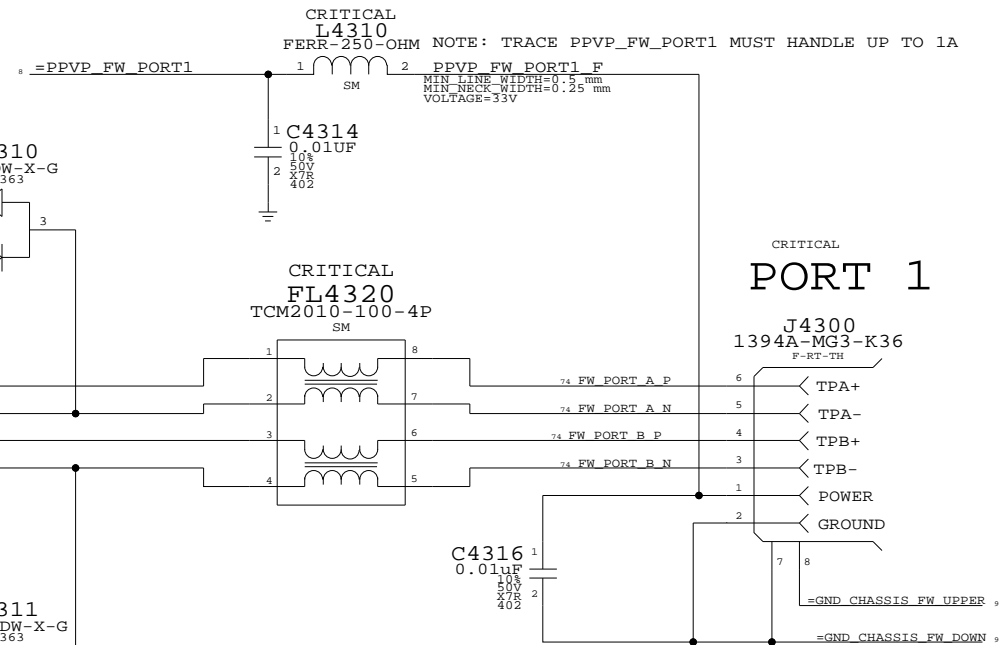 CRITICAL
L4310
FERR-250-OHM
NOTE: TRACE PPVP_FW_PORT1 MUST HANDLE UP TO 1A
8 =PPVP_FW_PORT1
1
2
SM
PPVP_FW_PORT1_F
MIN_LINE_WIDTH=0.5 mm
MIN_NECK_WIDTH=0.25 mm
VOLTAGE=33V
1
C4314
0.01UF
10%
50V
X7R
402
2
310
W-X-G
363
3
CRITICAL
FL4320
TCM2010-100-4P
SM
1
8
2
7
3
6
4
5
CRITICAL
PORT 1
J4300
1394A-MG3-K36
F-RT-TH
74 FW_PORT_A_P
6
TPA+
74 FW_PORT_A_N
5
TPA-
74 FW_PORT_B_P
4
TPB+
74 FW_PORT_B_N
3
TPB-
1
POWER
2
GROUND
C4316
1
0.01uF
10%
50V
X7R
402
2
7
8
=GND_CHASSIS_FW_UPPER 9
=GND_CHASSIS_FW_DOWN 9
311
DW-X-G
363